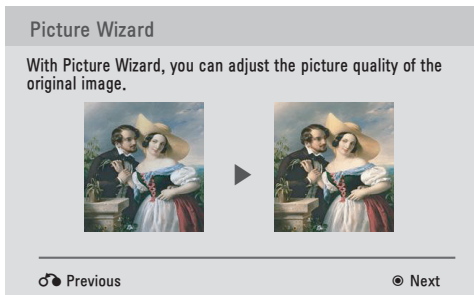 Picture Wizard
With Picture Wizard, you can adjust the picture quality of the
original image.
Previous
Next